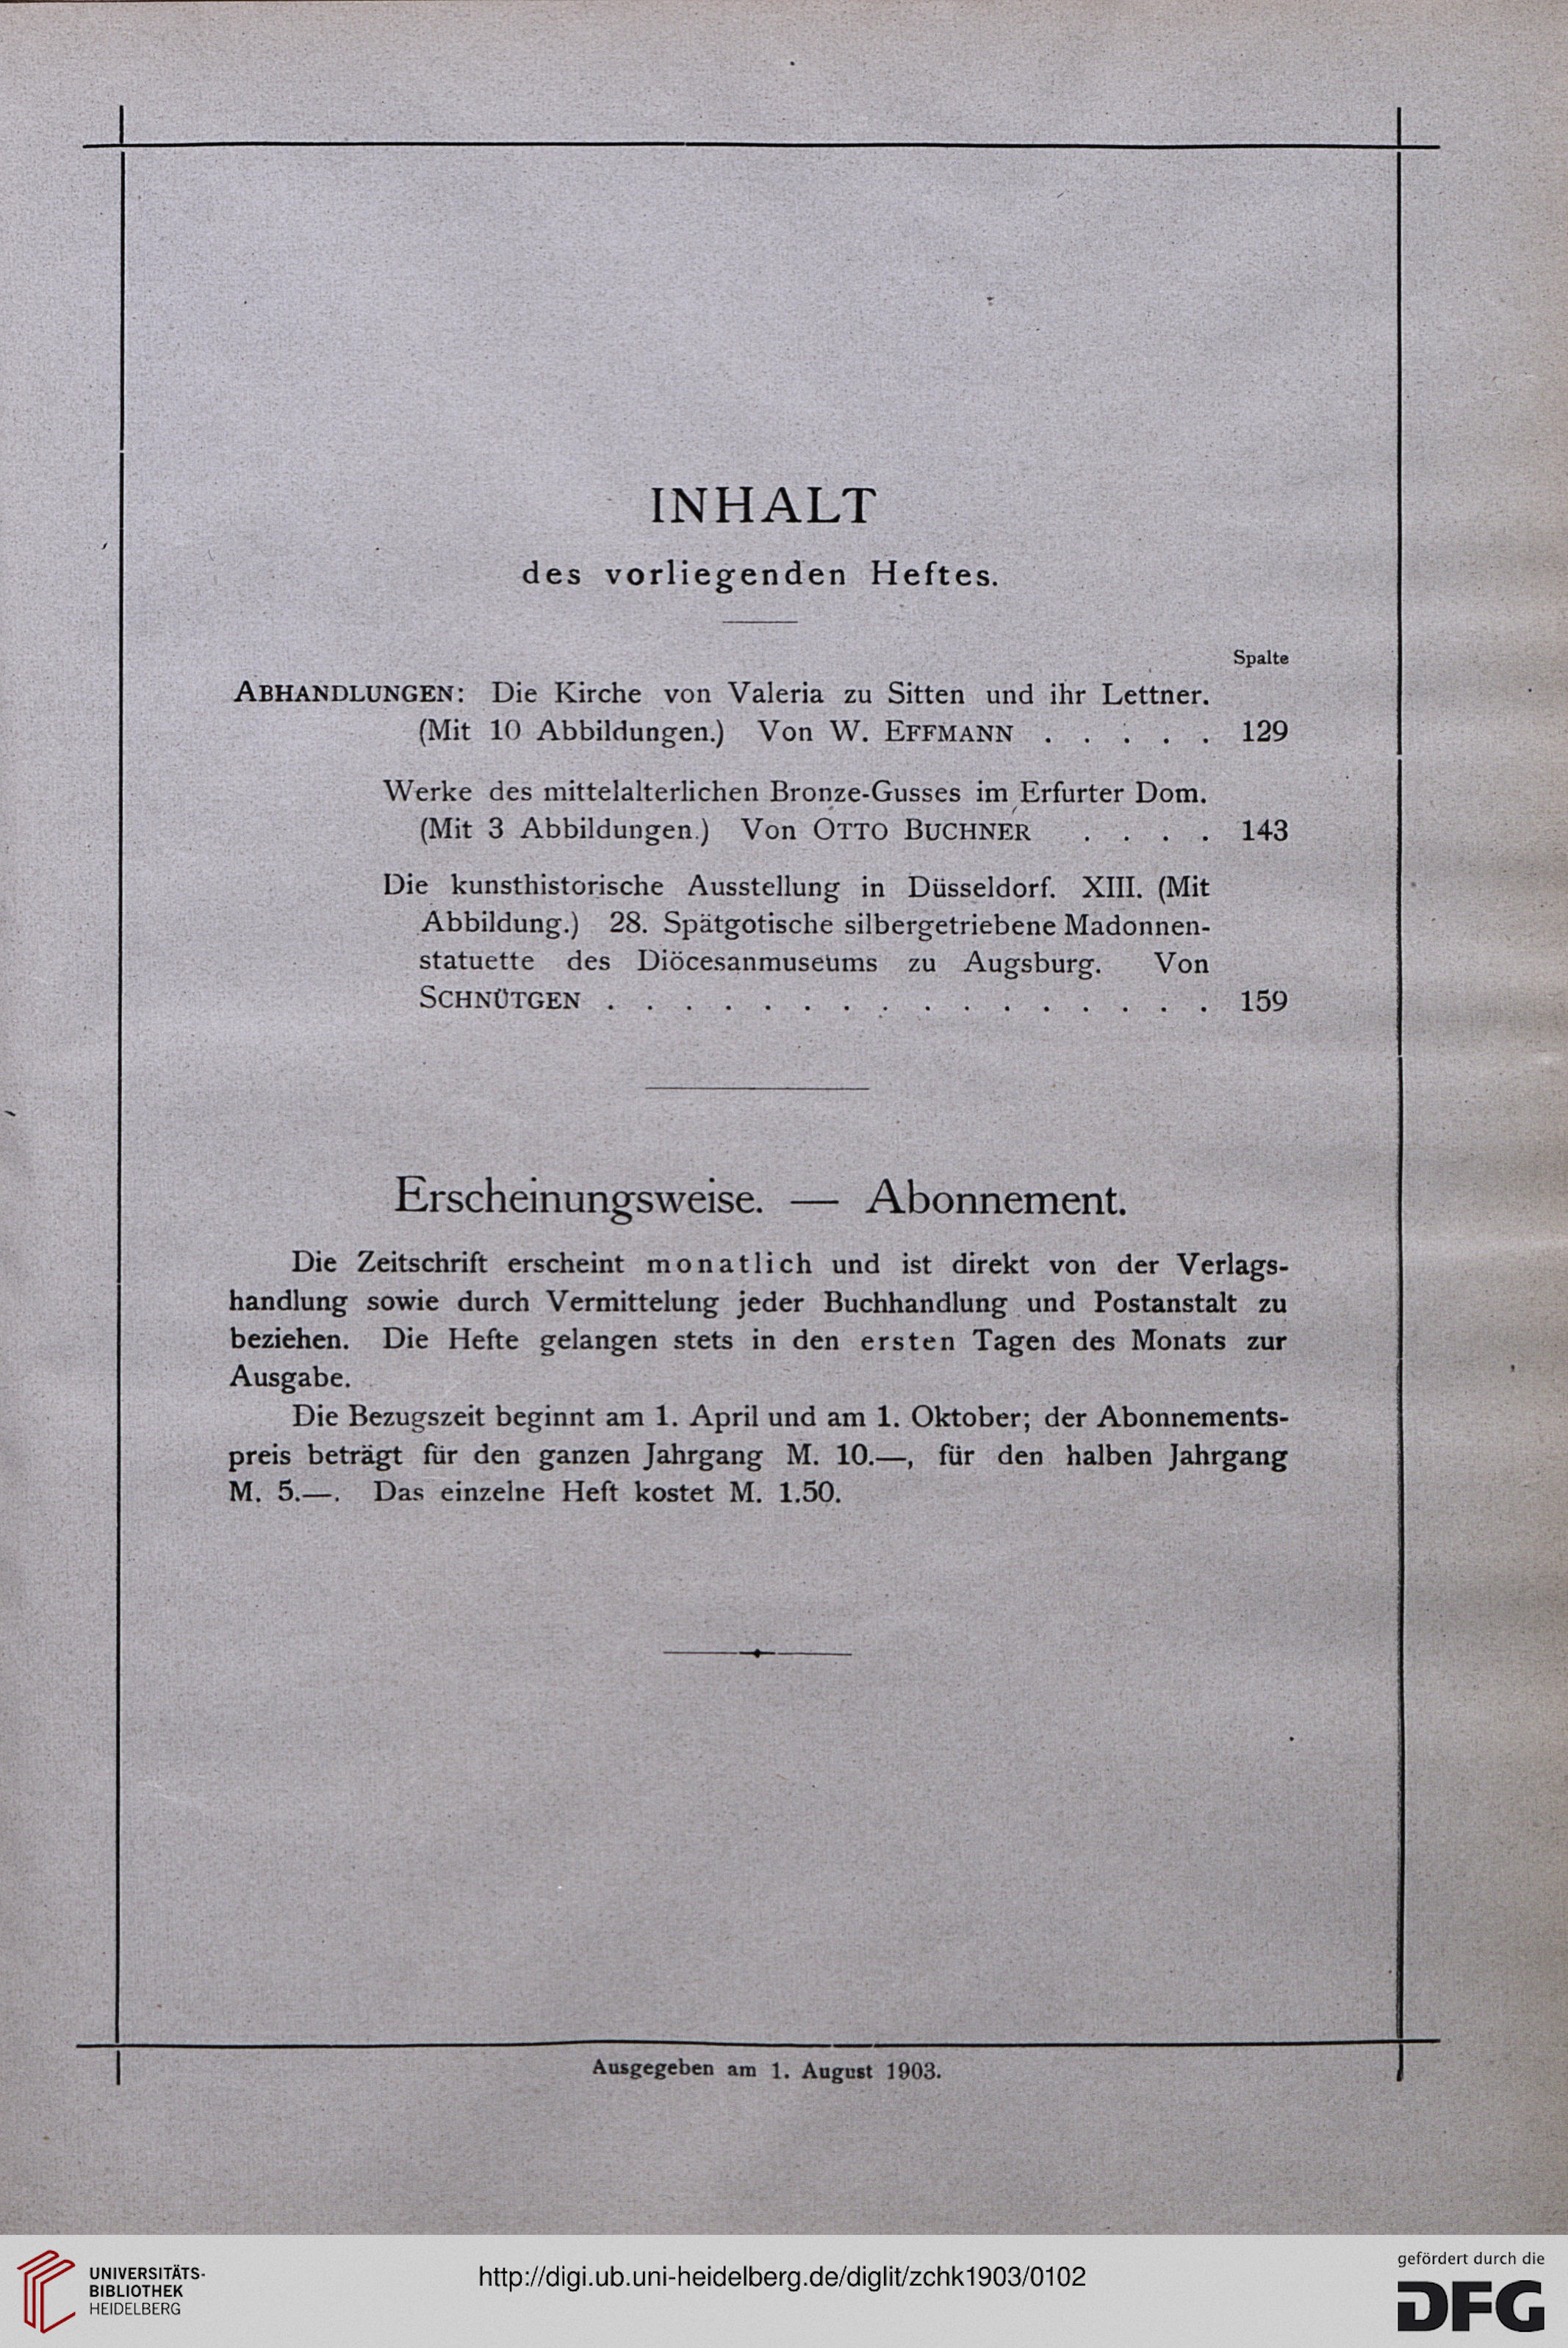 INHALT
des vorliegenden Heftes.
Spalte
ABHANDLUNGEN: Die Kirche von Valeria zu Sitten und ihr Lettner.
(Mit 10 Abbildungen.) Von W. EFFMANN . . . . . 129
Werke des mittelalterlichen Bronze-Gusses im Erfurter Dom.
(Mit 3 Abbildungen.) Von OTTO BUCHNER . . . . 143
Die kunsthistorische Ausstellung in Düsseldorf. XIII. (Mit
Abbildung.) 28. Spätgotische silbergetriebene Madonnen-
statuette des Diöcesanmuseums zu Augsburg. Von
SCHNÜTGEN . . . . . . . . . . . . . . . . 159
Erscheinungsweise. — Abonnement.
Die Zeitschrift erscheint monatlich und ist direkt von der Verlags-
handlung sowie durch Vermittelung jeder Buchhandlung und Postanstalt zu
beziehen. Die Hefte gelangen stets in den ersten Tagen des Monats zur
Ausgabe.
Die Bezugszeit beginnt am 1. April und am 1. Oktober; der Abonnements-
preis beträgt für den ganzen Jahrgang M. 10.—, für den halben Jahrgang
M. 5.—. Das einzelne Heft kostet M. 1.50.
Ausgegeben am 1. August 1903.
UNIVERSITÄTS-
BIBLIOTHEK
HEIDELBERG
http://digi.ub.uni-heidelberg.de/diglit/zchk1903/0102
gefördert durch die
DFG